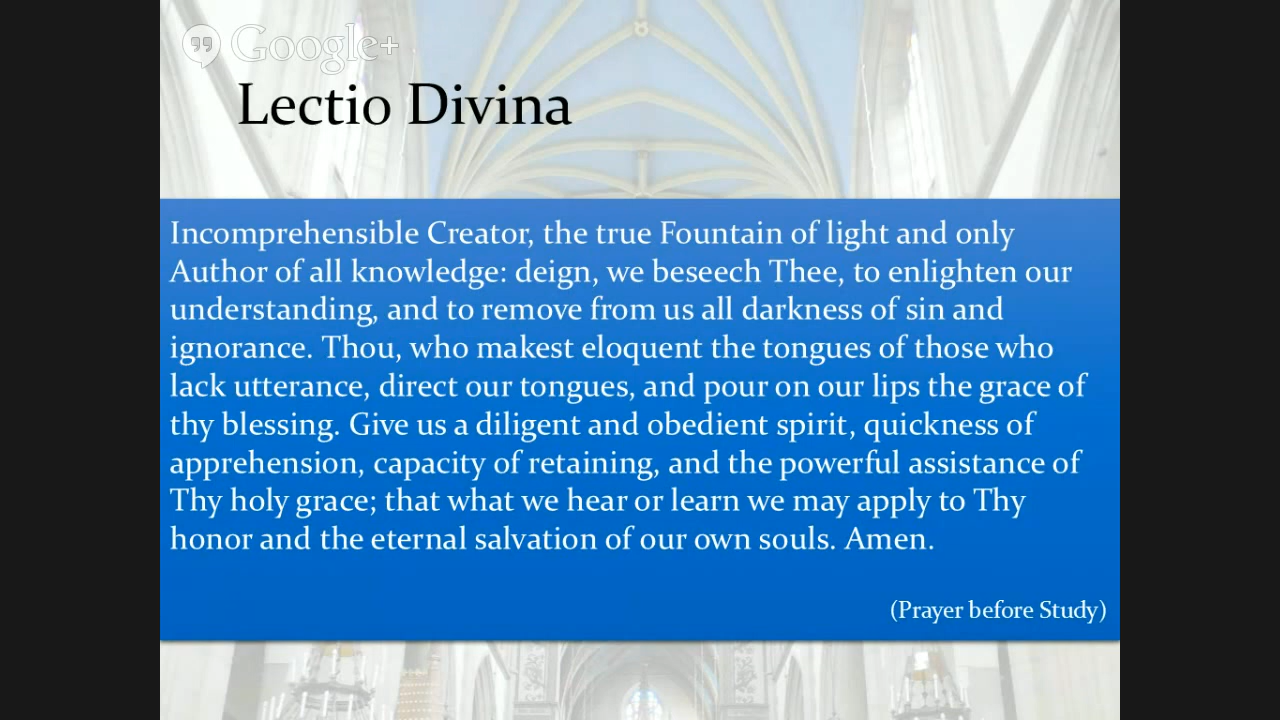 Google+
Lectio Divina
Incomprehensible Creator, the true Fountain of light and only
Author of all knowledge: deign, we beseech Thee, to enlighten our
understanding, and to remove from us all darkness of sin and
ignorance. Thou, who makest eloquent the tongues of those who
lack utterance, direct our tongues, and pour on our lips the grace of
thy blessing. Give us a diligent and obedient spirit, quickness of
apprehension, capacity of retaining, and the powerful assistance of
Thy holy grace; that what we hear or learn we may apply to Thy
honor and the eternal salvation of our own souls. Amen.
(Prayer before Study)